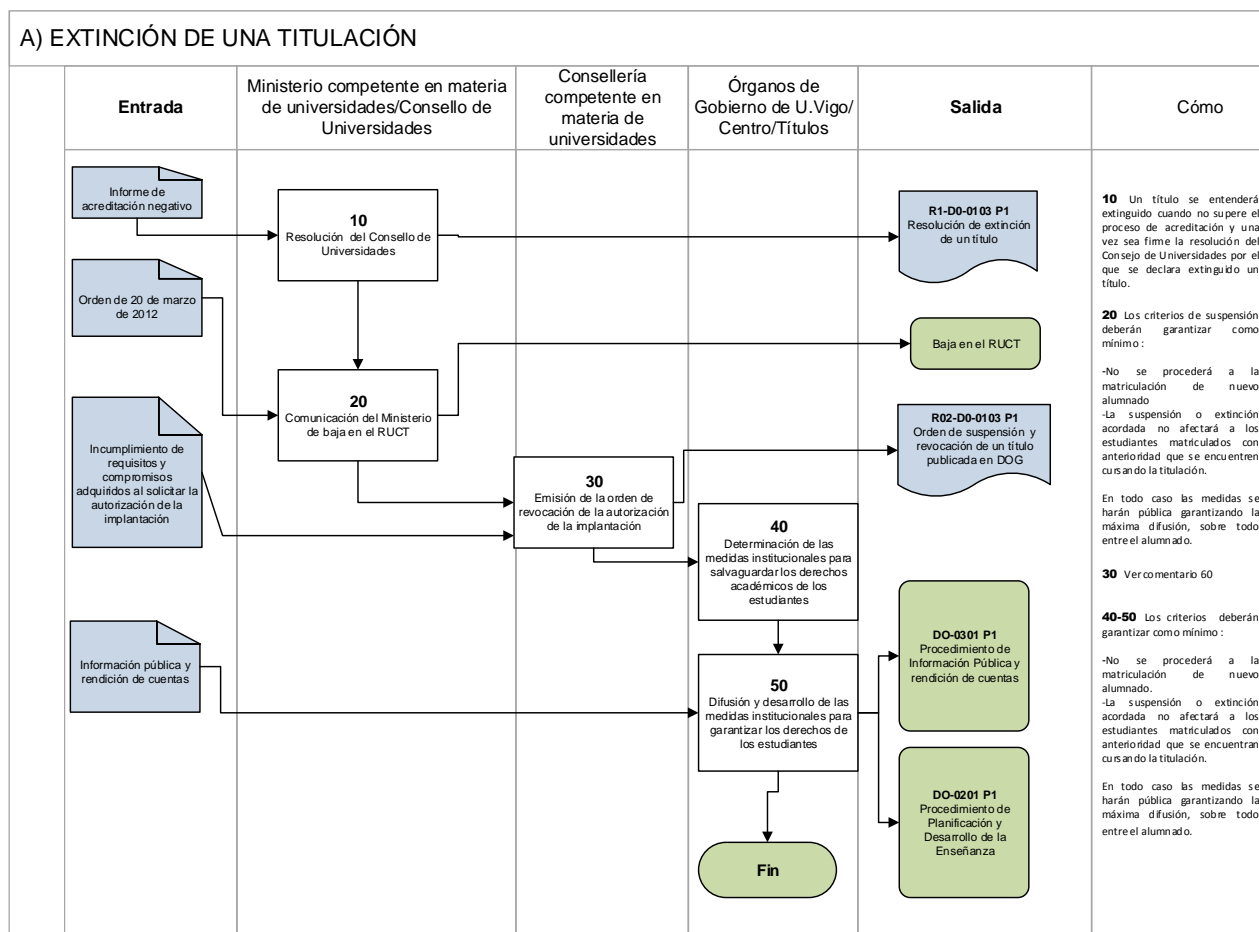 A) EXTINCIÓN DE UNA TITULACIÓN
Entrada
Ministerio competente en materia
de universidades/Consello de
Universidades
Consellería
competente en
materia de
universidades
Órganos de
Gobierno de U.Vigo/
Centro/Títulos
Salida
Cómo
Informe de
acreditación negativo
Orden de 20 de marzo
de 2012
Incumplimiento de
requisitos y
compromisos
adquiridos al solicitar la
autorización de la
implantación
Información pública y
rendición de cuentas
10
Resolución del Consello de
Universidades
20
Comunicación del Ministerio
de baja en el RUCT
30
Emisión de la orden de
revocación de la autorización
de la implantación
40
Determinación de las
medidas institucionales para
salvaguardar los derechos
académicos de los
estudiantes
50
Difusión y desarrollo de las
medidas institucionales para
garantizar los derechos de
los estudiantes
Fin
R1-D0-0103 P1
Resolución de extinción
de un título
Baja en el RUCT
R02-D0-0103 P1
Orden de suspensión y
revocación de un título
publicada en DOG
DO-0301 P1
Procedimiento de
Información Pública y
rendición de cuentas
DO-0201 P1
Procedimiento de
Planificación y
Desarrollo de la
Enseñanza
10 Un título se entenderá
extinguido cuando no supere el
proceso de acreditación y una
vez sea firme la resolución del
Consejo de Universidades por el
que se declara extinguido un
título.
20 Los criterios de suspensión
deberán garantizar como
mínimo :
-No se procederá a la
matriculación de nuevo
alumnado
-La suspensión o extinción
acordada no afectará a los
estudiantes matriculados con
anterioridad que se encuentren
cursando la titulación.
En todo caso las medidas se
harán pública garantizando la
máxima difusión, sobre todo
entre el alumnado.
30 Ver comentario 60
40-50 Los criterios deberán
garantizar como mínimo :
-No se procederá a la
matriculación de nuevo
alumnado.
-La suspensión o extinción
acordada no afectará a los
estudiantes matriculados con
anterioridad que se encuentran
cursando la titulación.
En todo caso las medidas se
harán pública garantizando la
máxima difusión, sobre todo
entre el alumnado.